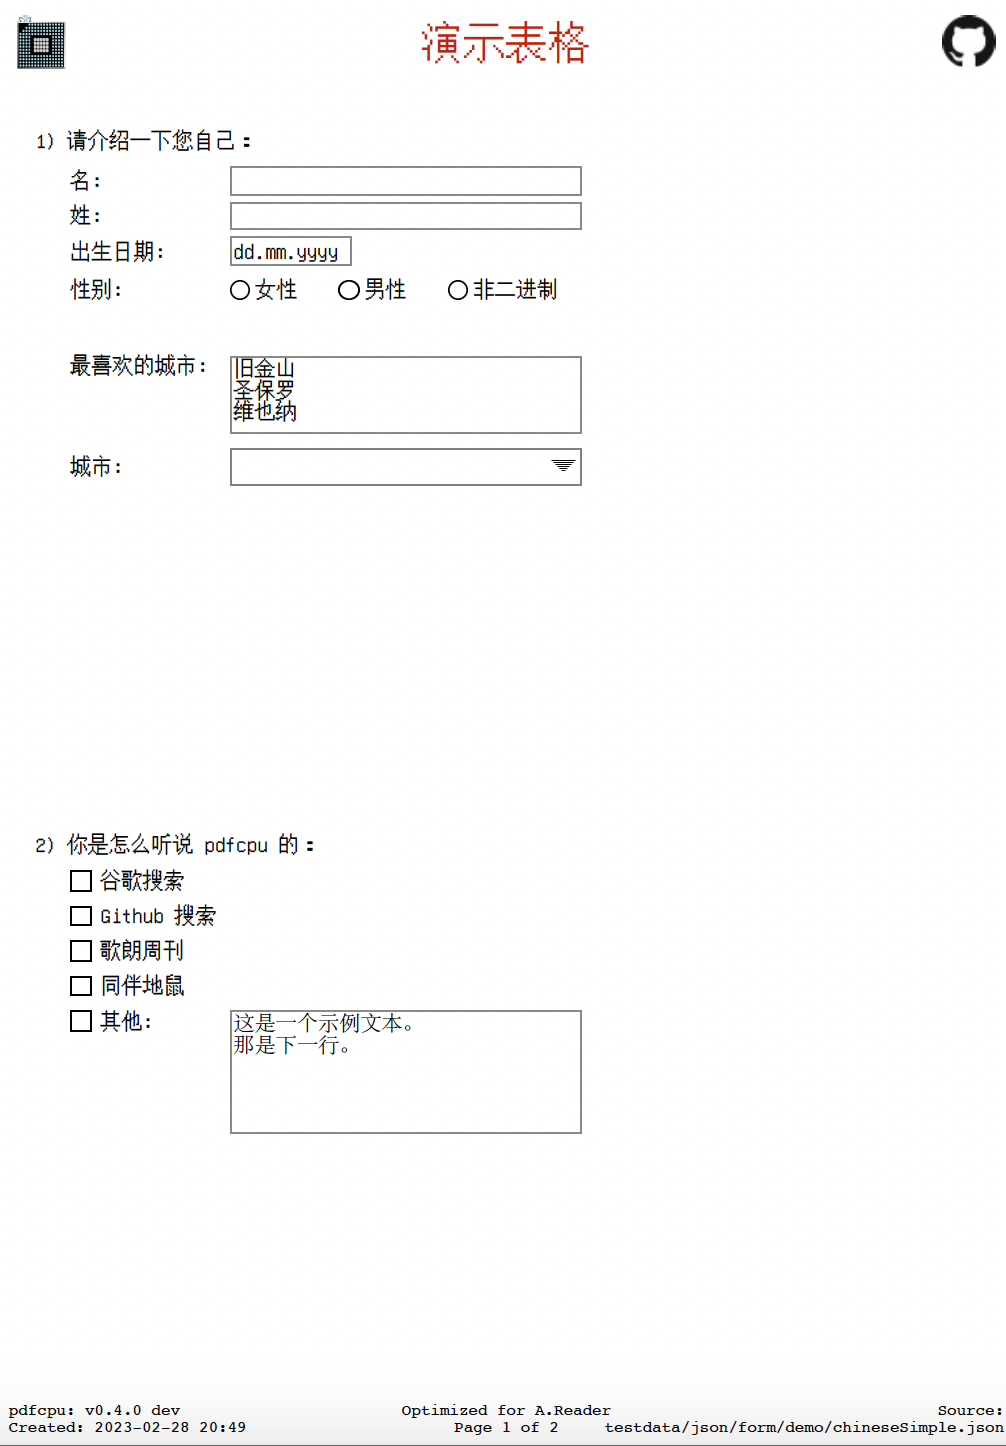 演示表格
1) 请介绍一下您自己：
名:
姓:
出生日期: dd.mm.yyyy
性别: 女性 男性 非二进制
最喜欢的城市: 旧金山
圣保罗
维也纳
城市:
2) 你是怎么听说 pdfcpu 的：
谷歌搜索
Github 搜索
歌朗周刊
同伴地鼠
其他: 这是一个示例文本。
那是下一行。
pdfcpu: v0.4.0 dev Optimized for A.Reader Source:
Created: 2023-02-28 20:49 Page 1 of 2 testdata/json/form/demo/chineseSimple.json